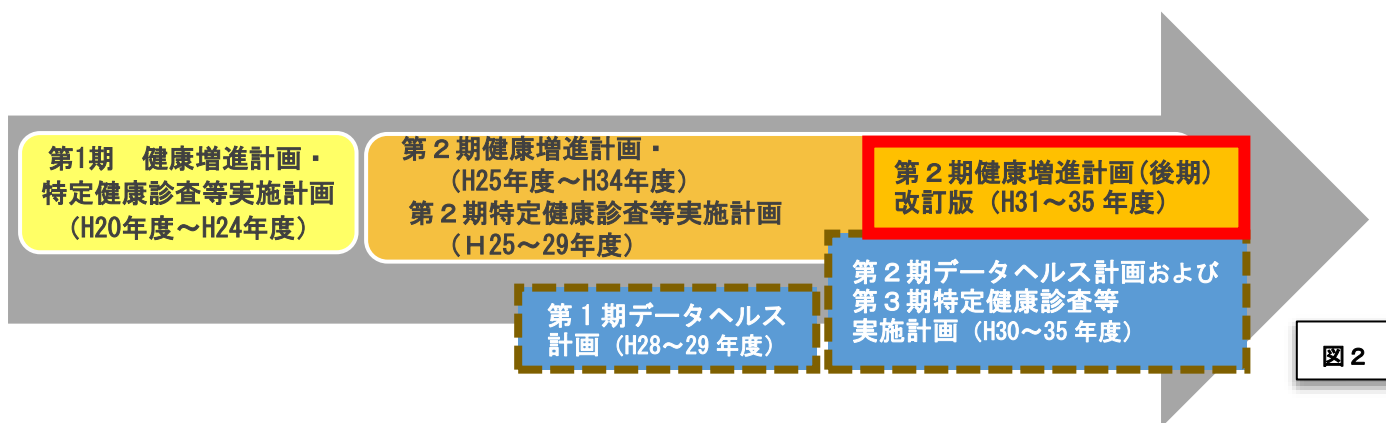 第1期　健康増進計画・
特定健康診査等実施計画
（H20年度～H24年度）
第２期健康増進計画・
（H25年度～H34年度）
第２期特定健康診査等実施計画
（Ｈ25～29年度）
第２期健康増進計画(後期)
改訂版（H31～35 年度）
第１期データヘルス
計画（H28～29 年度）
第２期データヘルス計画および
第３期特定健康診査等
実施計画（H30～35 年度）
図２